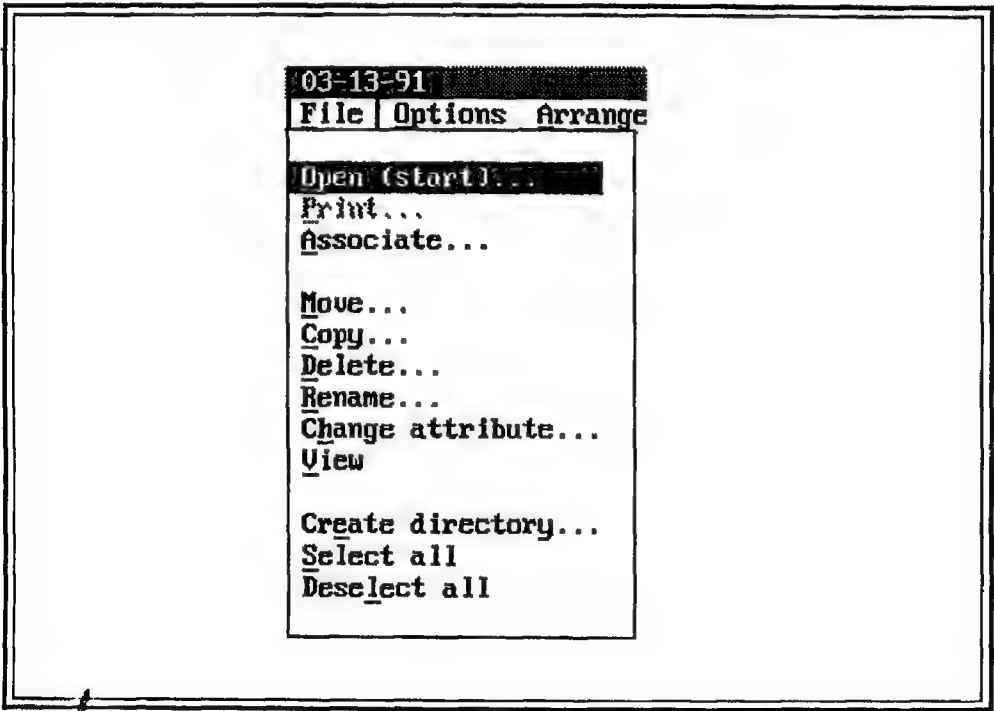 03-13-91
File Options Arrange
Open (start)...
Print...
Associate...
Move...
Copy...
Delete...
Rename...
Change attribute...
View
Create directory...
Select all
Deselect all